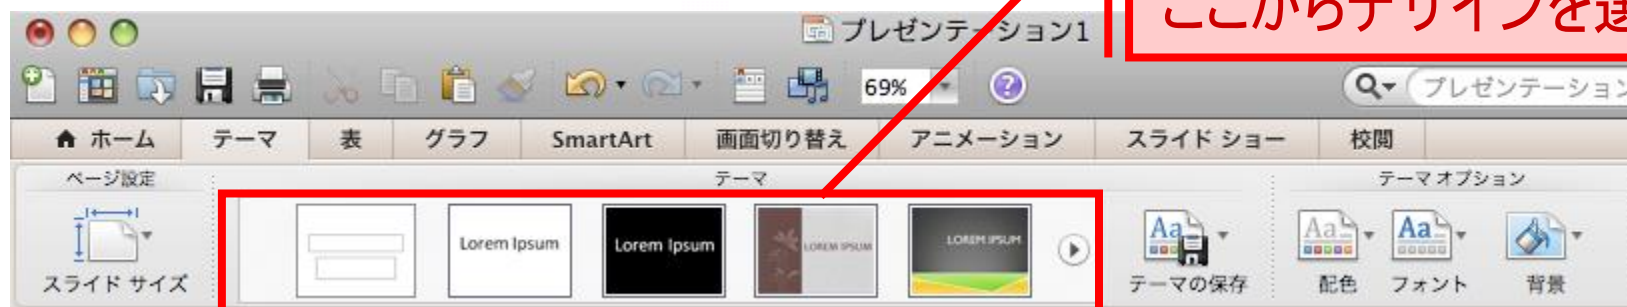 ここからデザインを選
プレゼンテーション1
69%
プレゼンテーション
ホーム テーマ 表 グラフ SmartArt 画面切り替え アニメーション スライド ショー 校閲
ページ設定 テーマ テーマ オプション
Lorem Ipsum Lorem Ipsum LOREM IPSUM LOREM IPSUM Aa Aa Aa
スライド サイズ テーマの保存 配色 フォント 背景